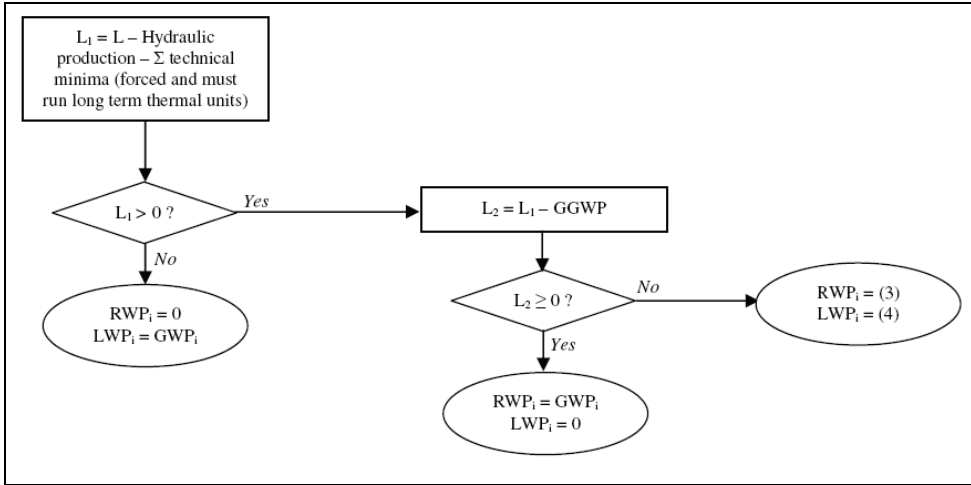 L₁ = L – Hydraulic
production – Σ technical
minima (forced and must
run long term thermal units)
L₁ > 0 ?
Yes
No
RWPᵢ = 0
LWPᵢ = GWPᵢ
L₂ = L₁ – GGWP
L₂ ≥ 0 ?
No
Yes
RWPᵢ = (3)
LWPᵢ = (4)
RWPᵢ = GWPᵢ
LWPᵢ = 0